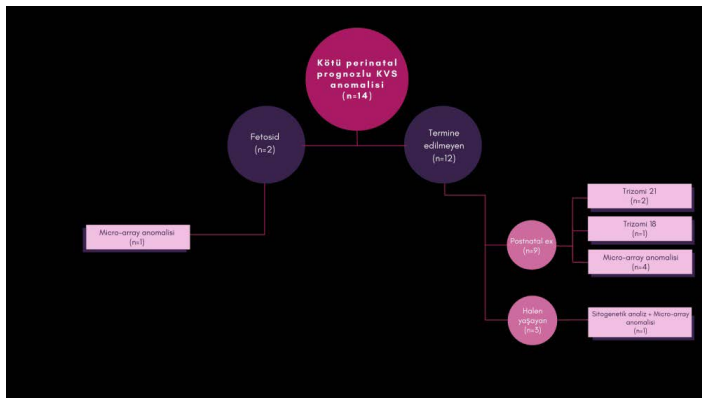 Kötü perinatal
prognozlu KVS
anomalisi
(n=14)
Fetosid
(n=2)
Termine
edilmeyen
(n=12)
Micro-array anomalisi
(n=1)
Postnatal ex
(n=9)
Trizomi 21
(n=2)
Trizomi 18
(n=1)
Micro-array anomalisi
(n=4)
Halen
yaşayan
(n=3)
Sitogenetik analiz + Micro-array
anomalisi
(n=1)